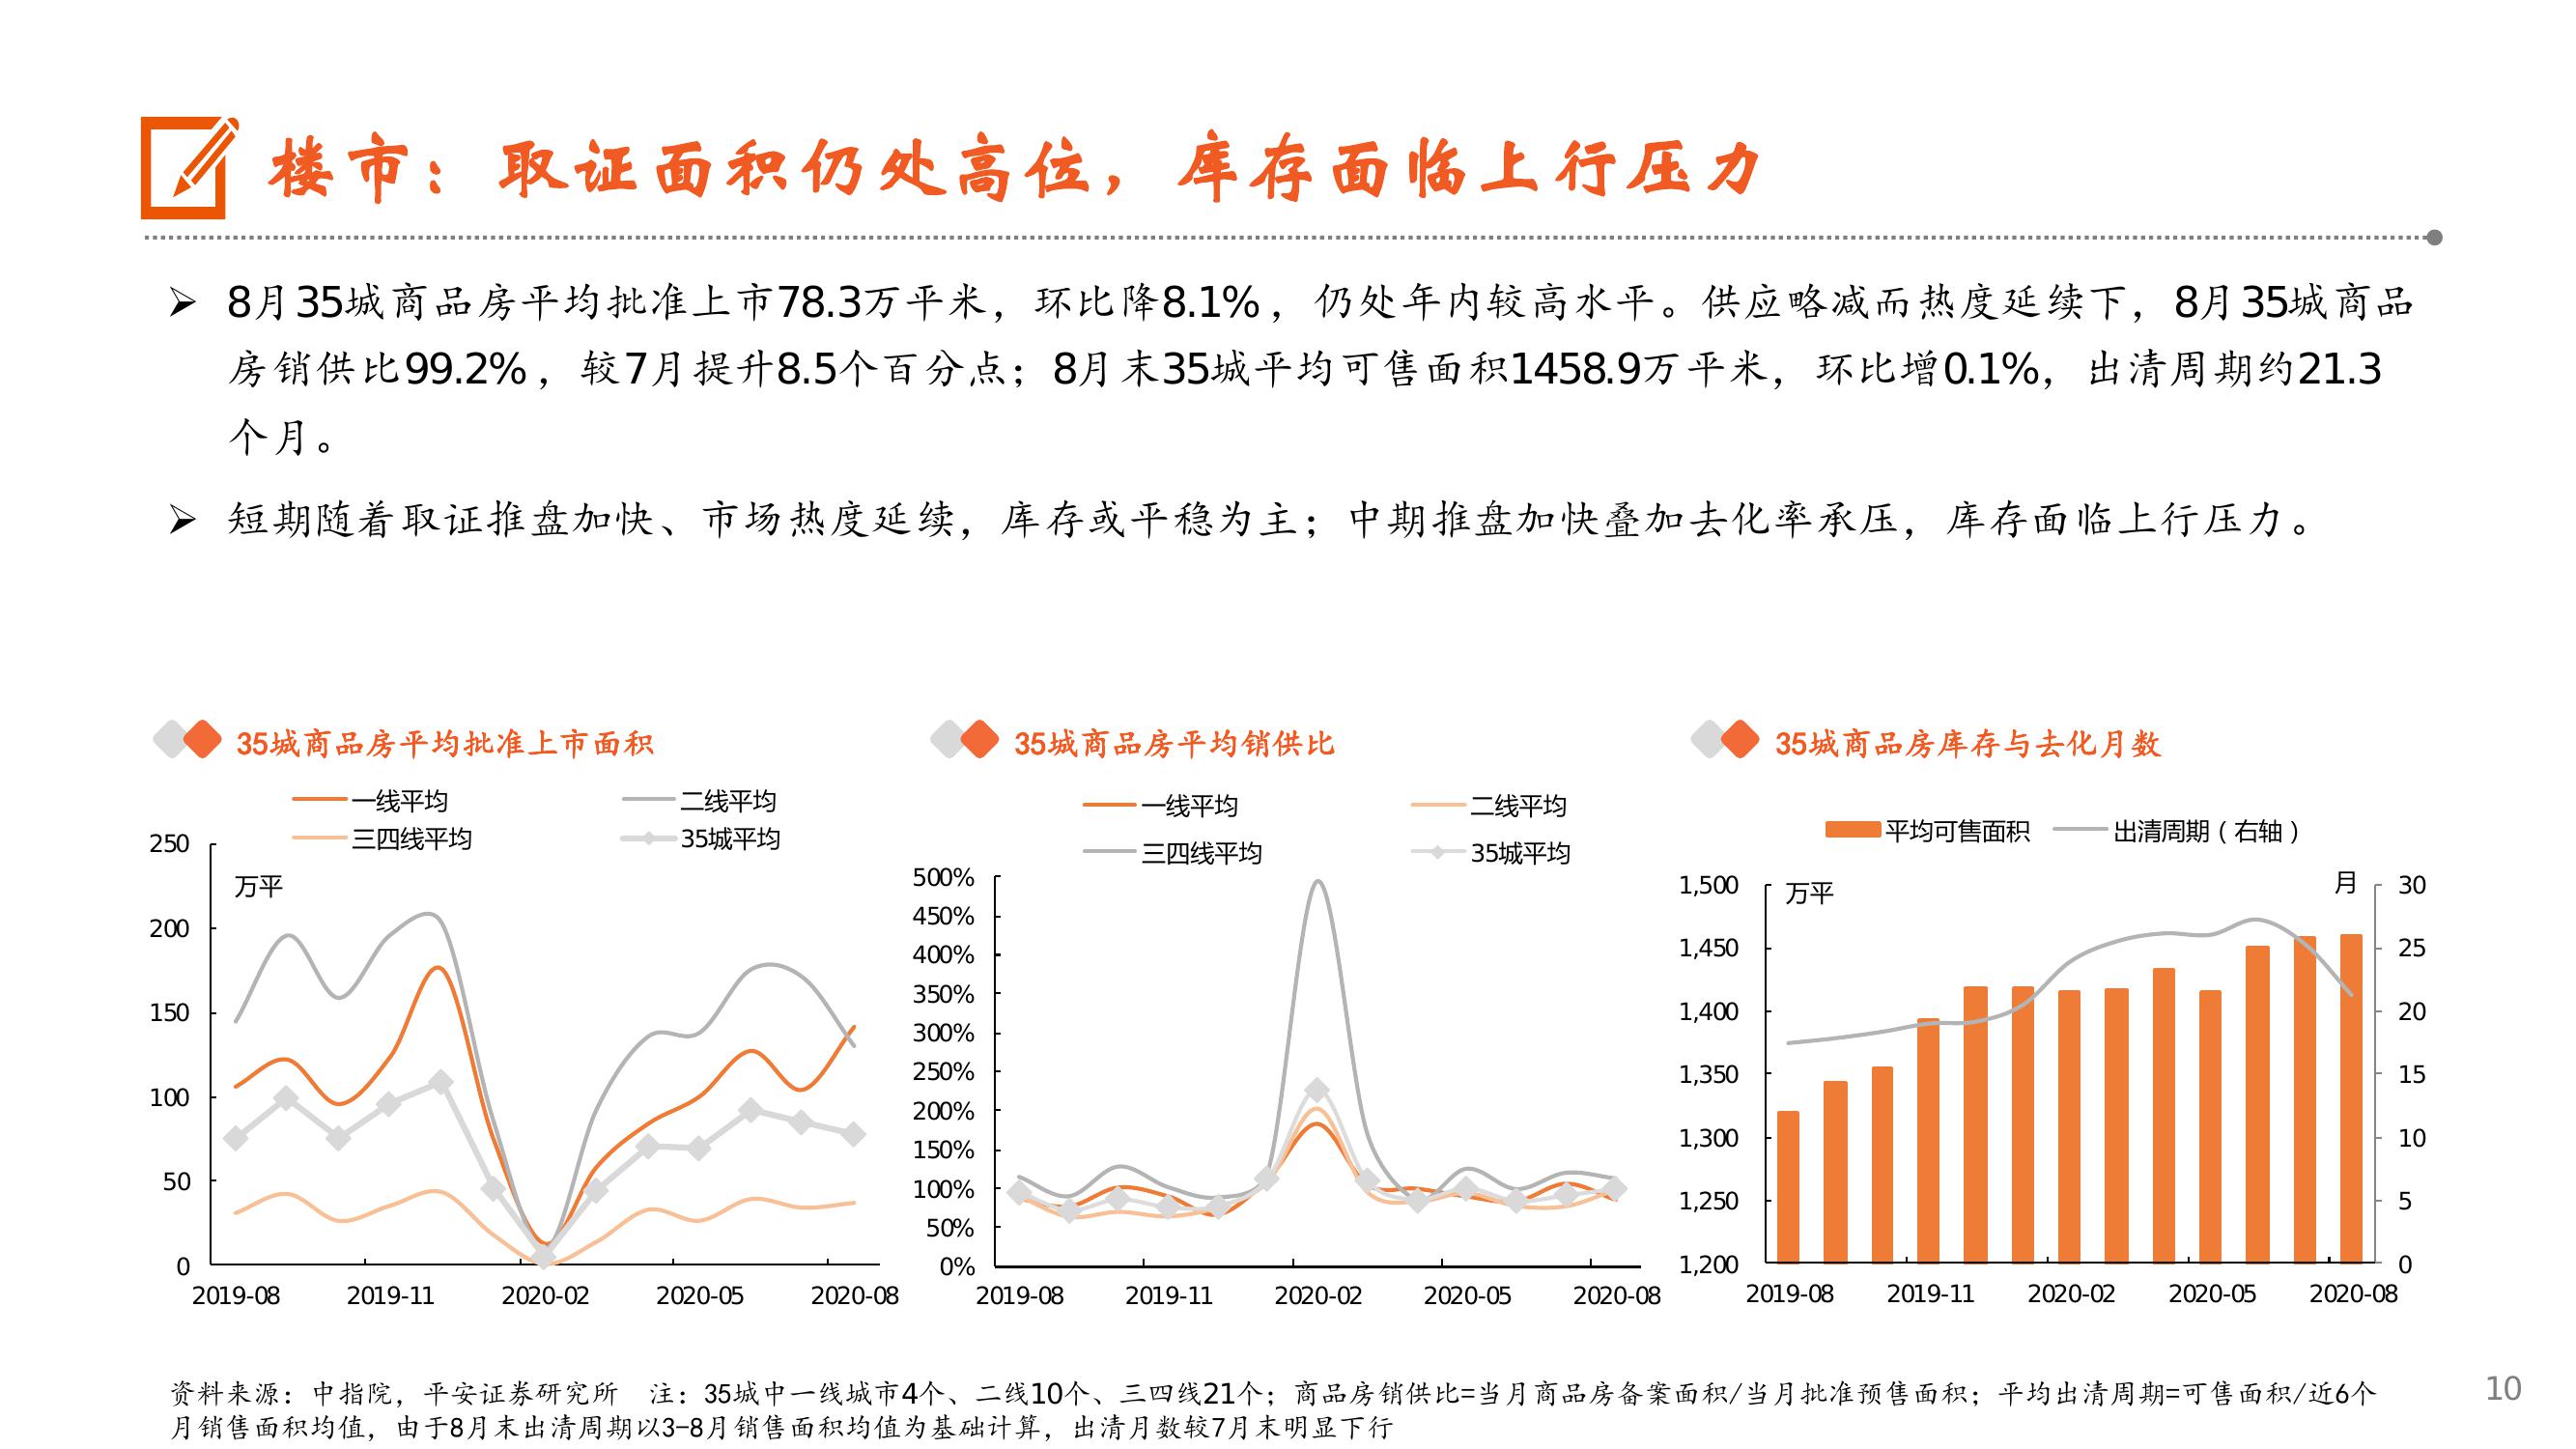 楼市：取证面积仍处高位，库存面临上行压力
8月35城商品房平均批准上市78.3万平米，环比降8.1%，仍处年内较高水平。供应略减而热度延续下，8月35城商品
房销供比99.2%，较7月提升8.5个百分点；8月末35城平均可售面积1458.9万平米，环比增0.1%，出清周期约21.3
个月。
短期随着取证推盘加快、市场热度延续，库存或平稳为主；中期推盘加快叠加去化率承压，库存面临上行压力。
35城商品房平均批准上市面积
一线平均
二线平均
三四线平均
35城平均
万平
250
200
150
100
50
0
2019-08
2019-11
2020-02
2020-05
2020-08
35城商品房平均销供比
一线平均
二线平均
三四线平均
35城平均
500%
450%
400%
350%
300%
250%
200%
150%
100%
50%
0%
2019-08
2019-11
2020-02
2020-05
2020-08
35城商品房库存与去化月数
平均可售面积
出清周期（右轴）
万平
月
1,500
1,450
1,400
1,350
1,300
1,250
1,200
30
25
20
15
10
5
0
2019-08
2019-11
2020-02
2020-05
2020-08
资料来源：中指院，平安证券研究所 注：35城中一线城市4个、二线10个、三四线21个；商品房销供比=当月商品房备案面积/当月批准预售面积；平均出清周期=可售面积/近6个
月销售面积均值，由于8月末出清周期以3-8月销售面积均值为基础计算，出清月数较7月末明显下行
10